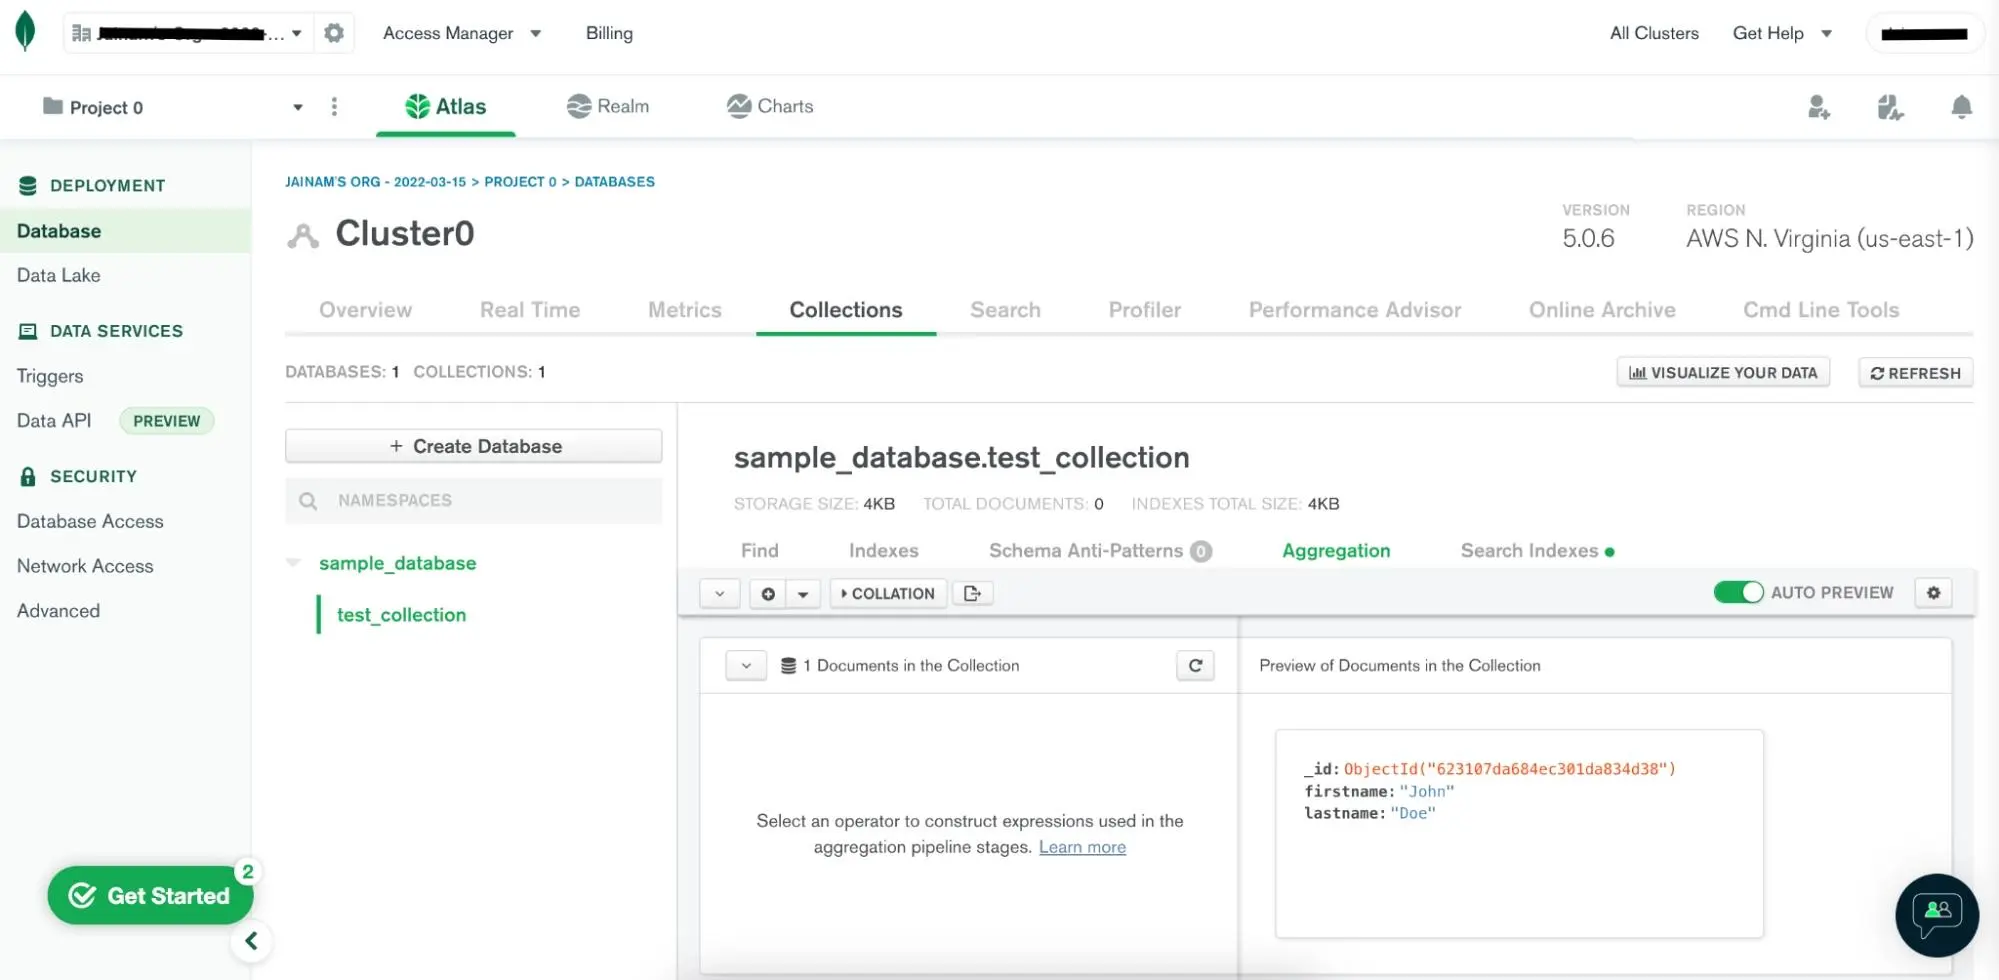 Access Manager
Billing
All Clusters
Get Help
Project 0
Atlas
Realm
Charts
DEPLOYMENT
Database
Data Lake
DATA SERVICES
Triggers
Data API PREVIEW
SECURITY
Database Access
Network Access
Advanced
Get Started 2
JAINAM'S ORG - 2022-03-15 > PROJECT 0 > DATABASES
Cluster0
VERSION
5.0.6
REGION
AWS N. Virginia (us-east-1)
Overview
Real Time
Metrics
Collections
Search
Profiler
Performance Advisor
Online Archive
Cmd Line Tools
DATABASES: 1 COLLECTIONS: 1
VISUALIZE YOUR DATA
REFRESH
+ Create Database
NAMESPACES
sample_database
test_collection
sample_database.test_collection
STORAGE SIZE: 4KB TOTAL DOCUMENTS: 0 INDEXES TOTAL SIZE: 4KB
Find
Indexes
Schema Anti-Patterns 0
Aggregation
Search Indexes
COLLATION
AUTO PREVIEW
1 Documents in the Collection
Preview of Documents in the Collection
Select an operator to construct expressions used in the
aggregation pipeline stages. Learn more
_id: ObjectId("623107da684ec301da834d38")
firstname: "John"
lastname: "Doe"